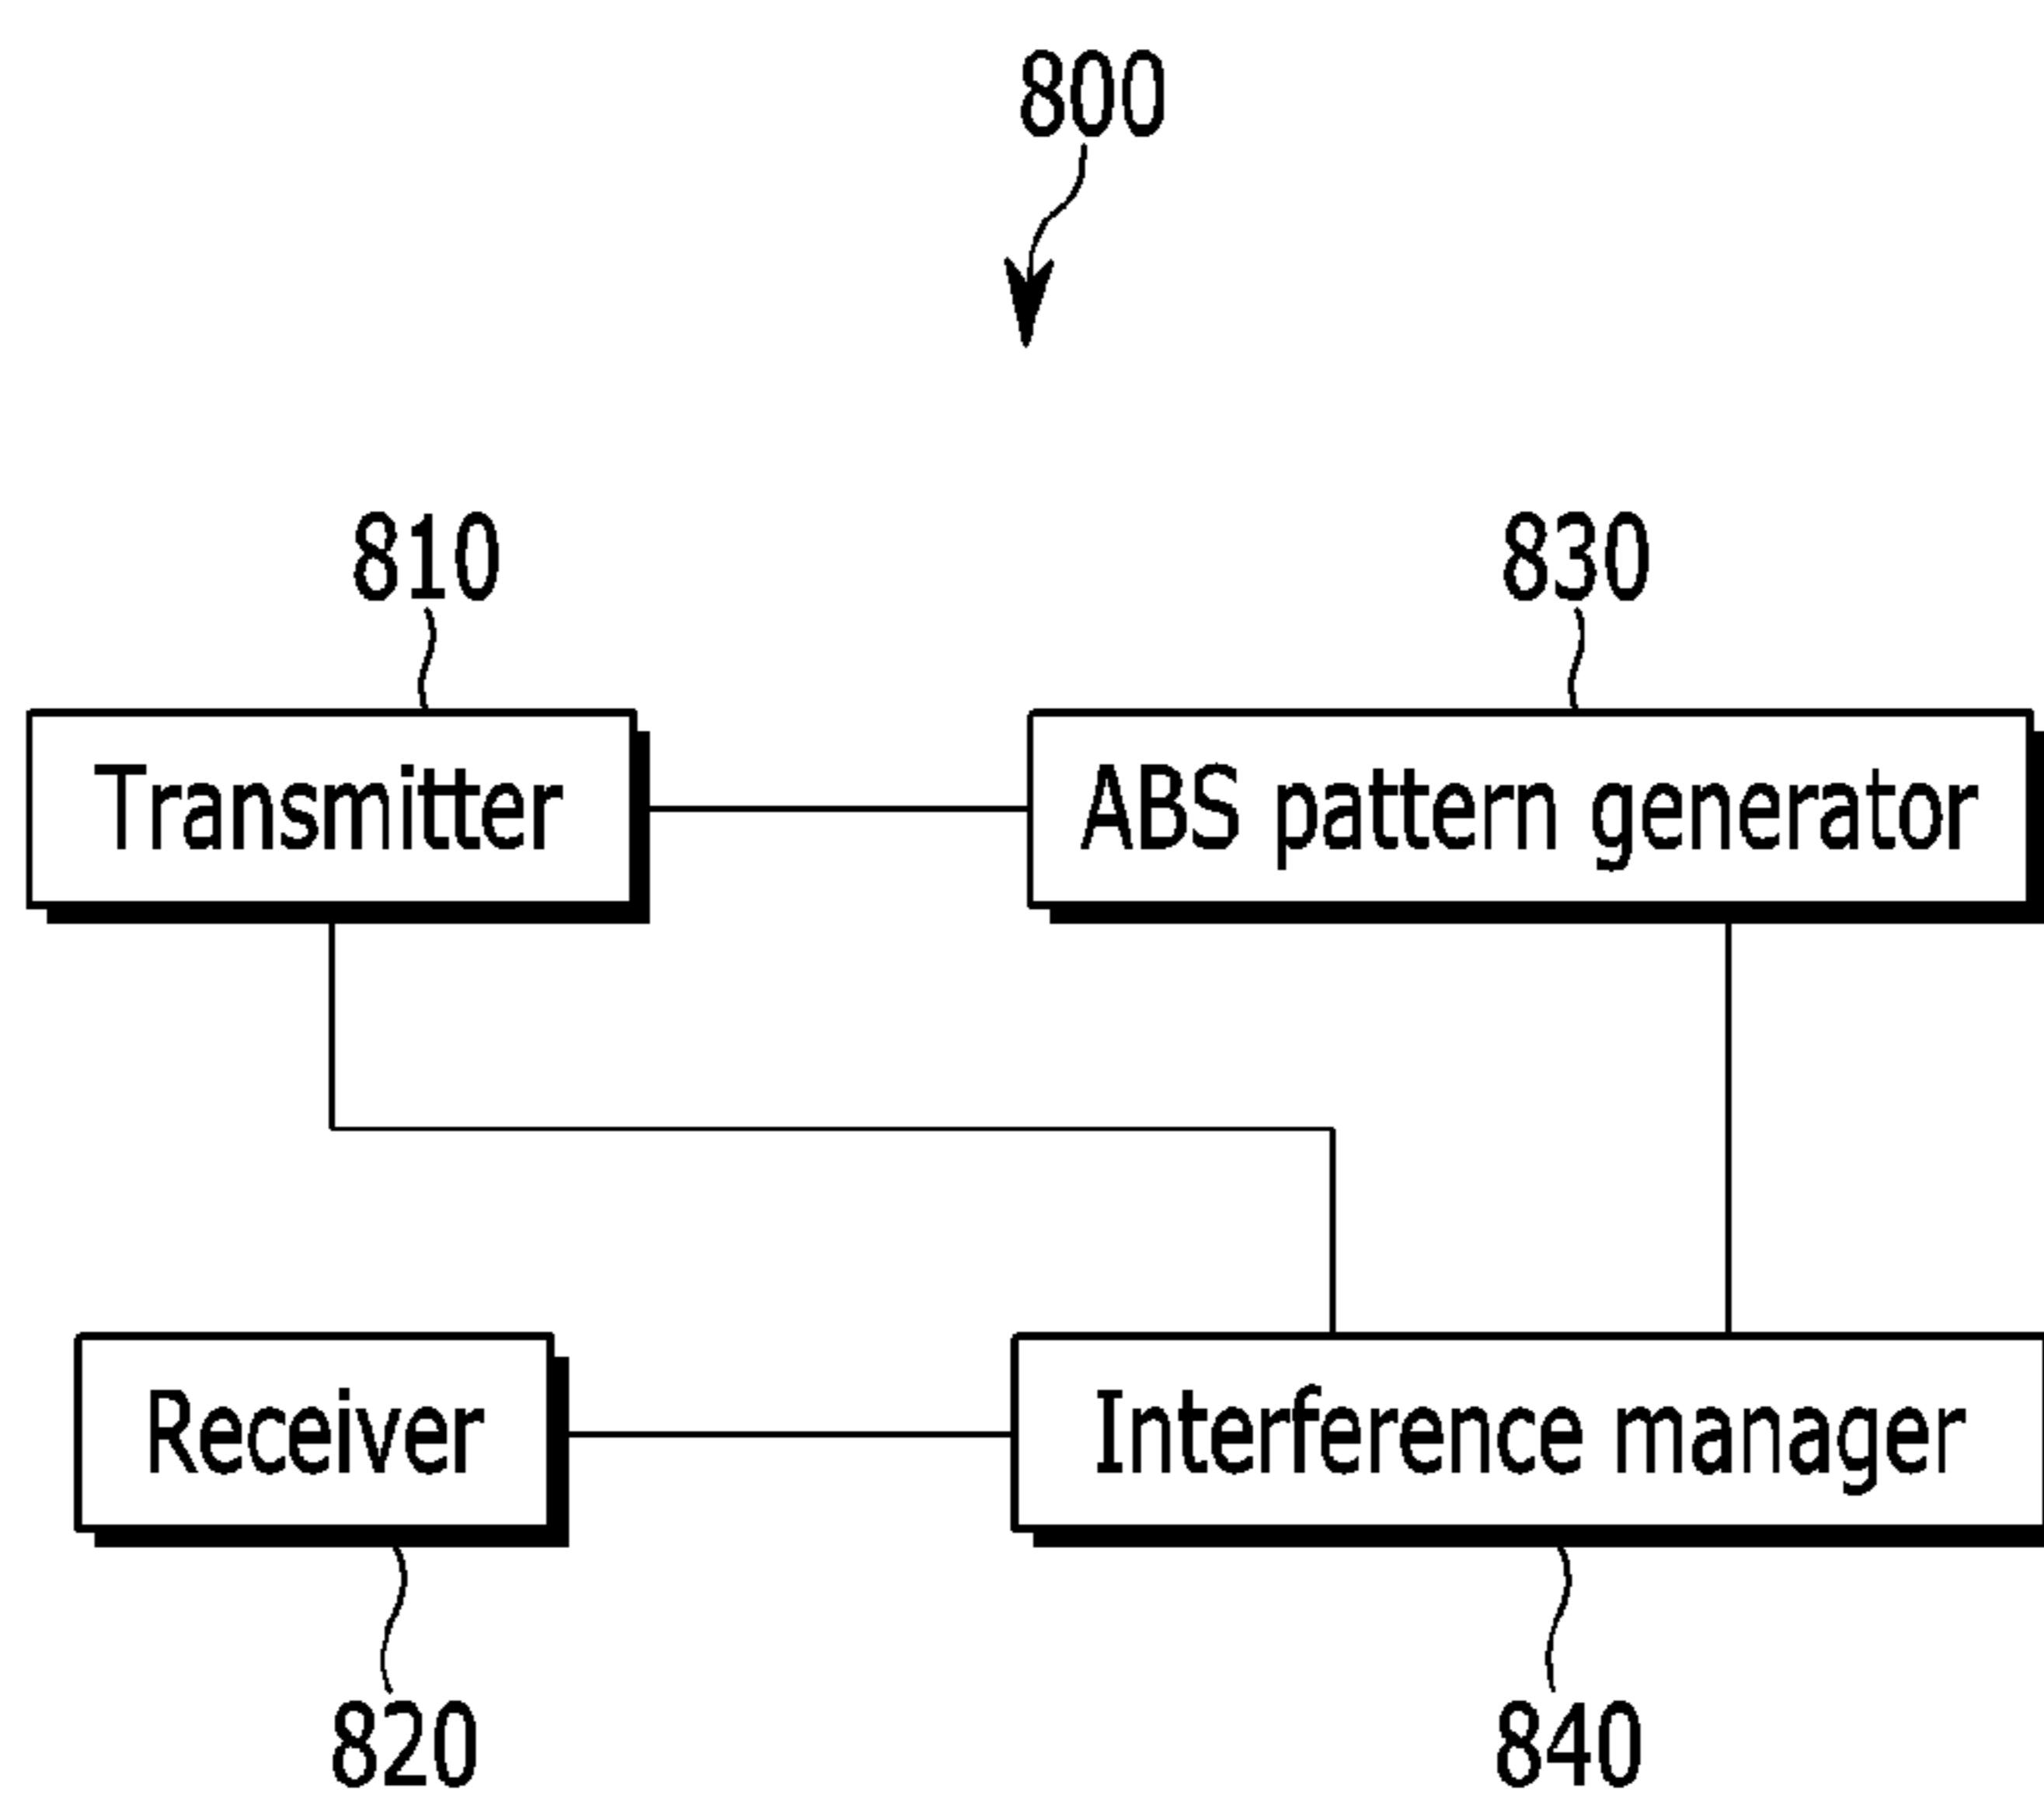 800
810
830
Transmitter
ABS pattern generator
Receiver
Interference manager
820
840